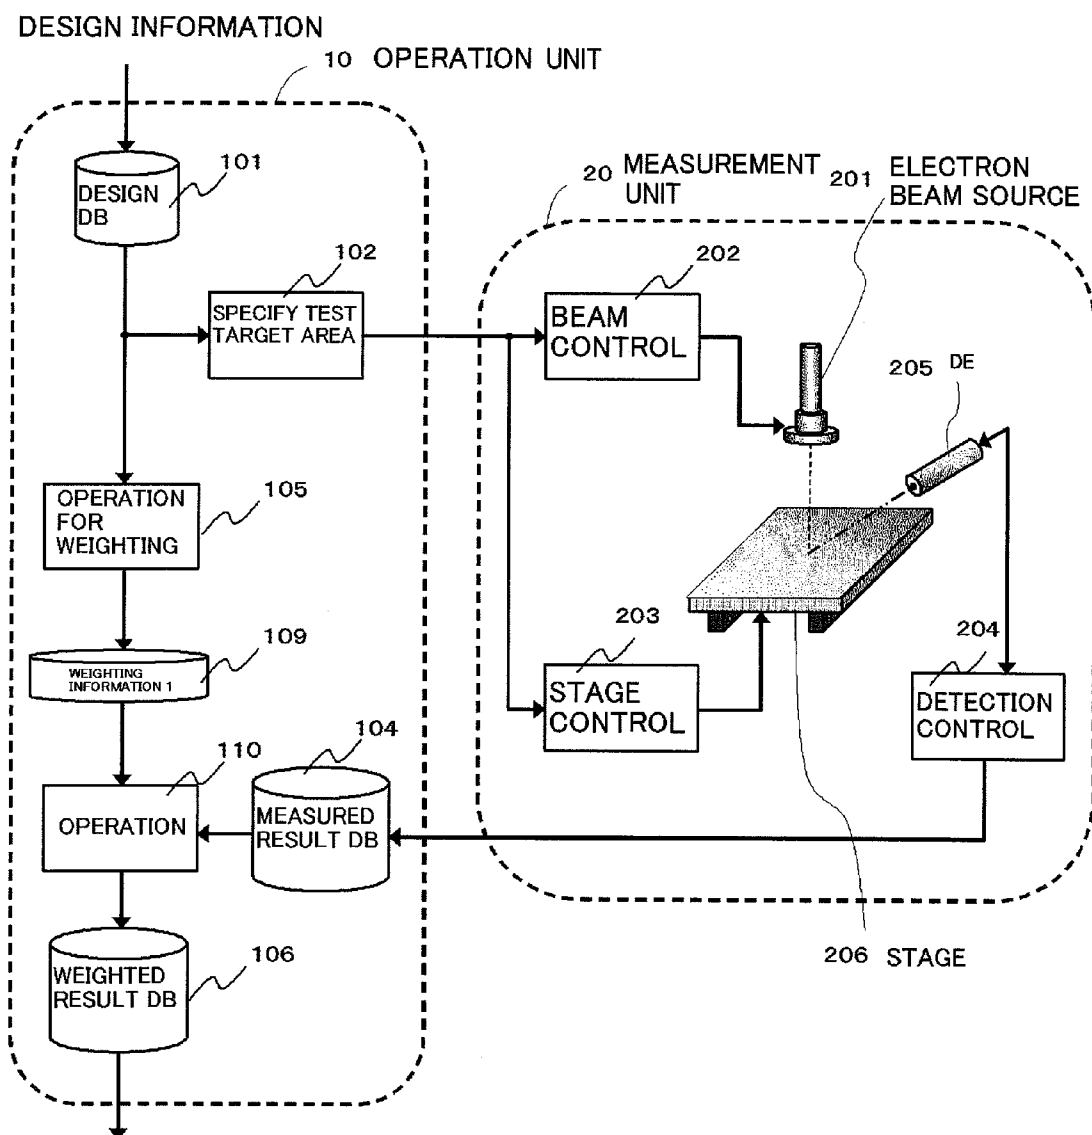 DESIGN INFORMATION
10 OPERATION UNIT
101
DESIGN
DB
102
SPECIFY TEST
TARGET AREA
105
OPERATION
FOR
WEIGHTING
109
WEIGHTING
INFORMATION 1
110
OPERATION
104
MEASURED
RESULT DB
106
WEIGHTED
RESULT DB
20 MEASUREMENT
UNIT
201 ELECTRON
BEAM SOURCE
202
BEAM
CONTROL
205 DE
203
STAGE
CONTROL
204
DETECTION
CONTROL
206 STAGE